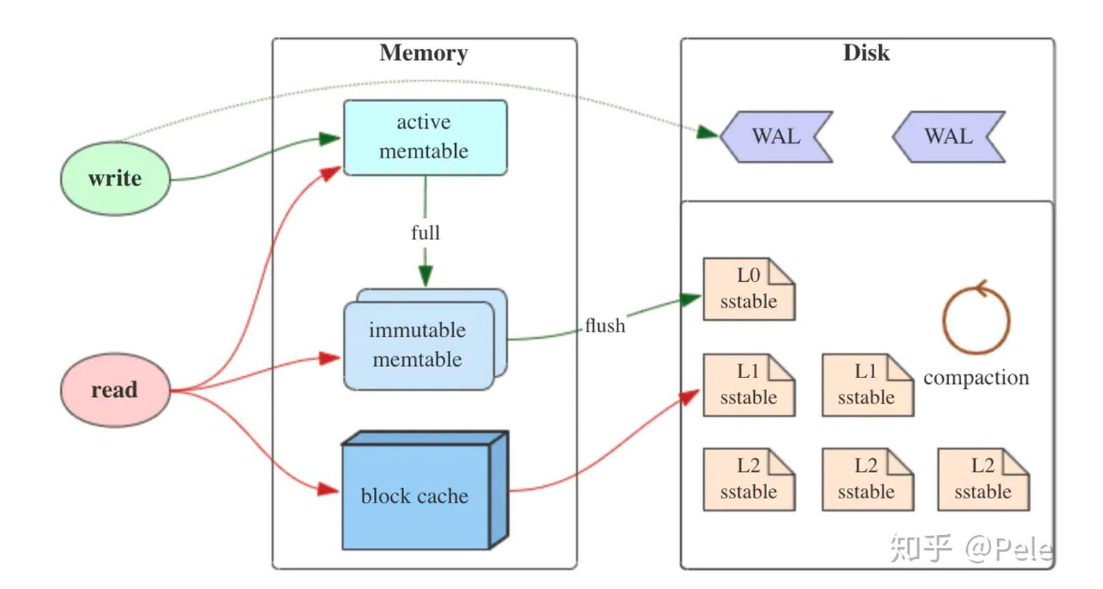 Memory
Disk
write
active
memtable
WAL
WAL
full
L0
sstable
immutable
memtable
flush
compaction
read
L1
sstable
L1
sstable
block cache
L2
sstable
L2
sstable
L2
sstable
知乎 @Pele